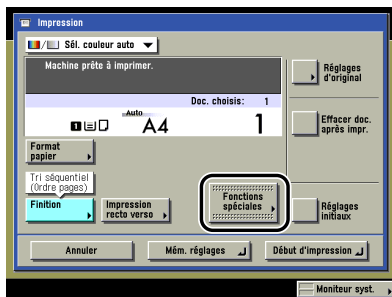 Impression
Sél. couleur auto
Machine prête à imprimer.
Réglages
d'original
Doc. choisis: 1
Auto
1
A4
1
Effacer doc.
après impr.
Format
papier
Tri séquentiel
(Ordre pages)
Finition
Impression
recto verso
Fonctions
spéciales
Réglages
initiaux
Annuler
Mém. réglages
Début d'impression
Moniteur syst.